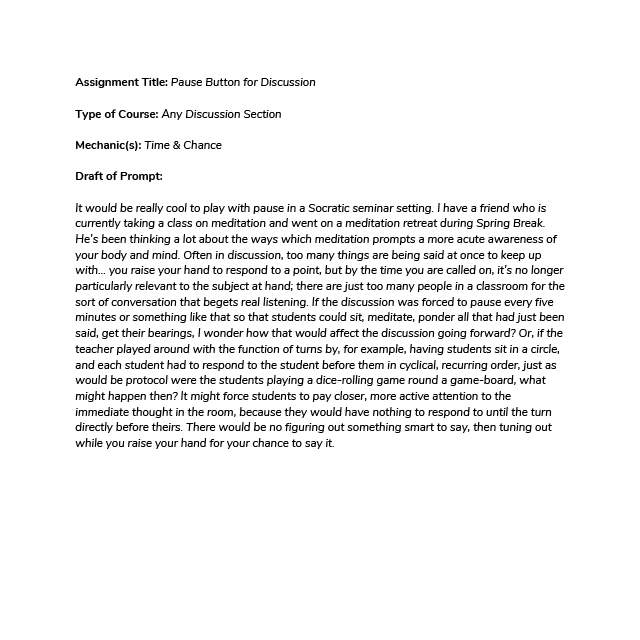 Assignment Title: Pause Button for Discussion
Type of Course: Any Discussion Section
Mechanic(s): Time & Chance
Draft of Prompt:
It would be really cool to play with pause in a Socratic seminar setting. I have a friend who is
currently taking a class on meditation and went on a meditation retreat during Spring Break.
He's been thinking a lot about the ways which meditation prompts a more acute awareness of
your body and mind. Often in discussion, too many things are being said at once to keep up
with... you raise your hand to respond to a point, but by the time you are called on, it's no longer
particularly relevant to the subject at hand; there are just too many people in a classroom for the
sort of conversation that begets real listening. If the discussion was forced to pause every five
minutes or something like that so that students could sit, meditate, ponder all that had just been
said, get their bearings, I wonder how that would affect the discussion going forward? Or, if the
teacher played around with the function of turns by, for example, having students sit in a circle,
and each student had to respond to the student before them in cyclical, recurring order, just as
would be protocol were the students playing a dice-rolling game round a game-board, what
might happen then? It might force students to pay closer, more active attention to the
immediate thought in the room, because they would have nothing to respond to until the turn
directly before theirs. There would be no figuring out something smart to say, then tuning out
while you raise your hand for your chance to say it.